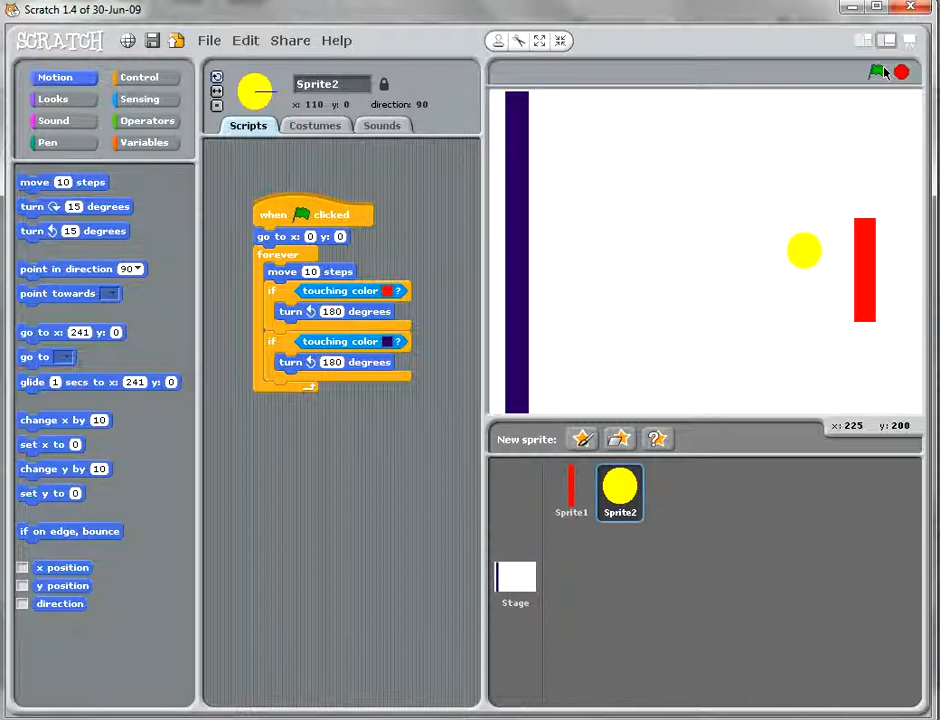 Scratch 1.4 of 30-Jun-09
SCRATCH File Edit Share Help
Motion Control
Looks Sensing
Sound Operators
Pen Variables
move 10 steps
turn 15 degrees
turn 15 degrees
point in direction 90
point towards
go to x: 241 y: 0
go to
glide 1 secs to x: 241 y: 0
change x by 10
set x to 0
change y by 10
set y to 0
if on edge, bounce
x position
y position
direction
Sprite2
x: 110 y: 0 direction: 90
Scripts Costumes Sounds
when clicked
go to x: 0 y: 0
forever
move 10 steps
if touching color ?
turn 180 degrees
if touching color ?
turn 180 degrees
x: 225 y: 200
New sprite:
Sprite1 Sprite2
Stage